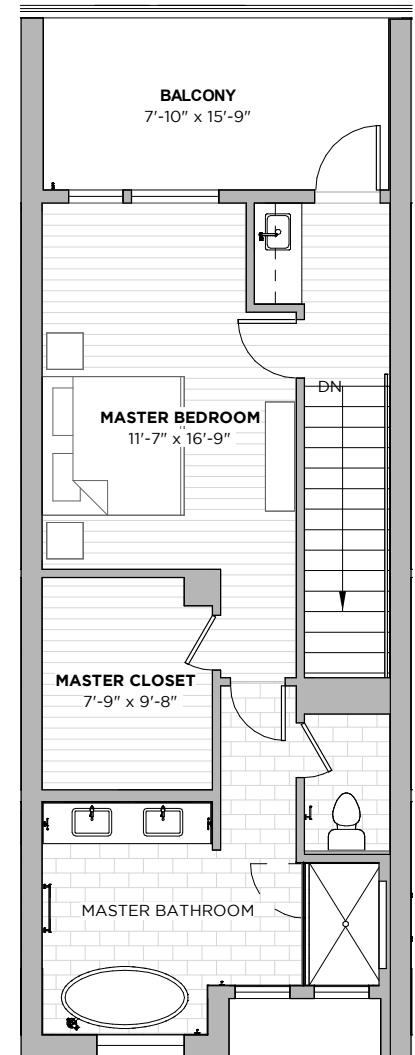 BALCONY
7'-10" x 15'-9"
DN
MASTER BEDROOM
11'-7" x 16'-9"
MASTER CLOSET
7'-9" x 9'-8"
MASTER BATHROOM